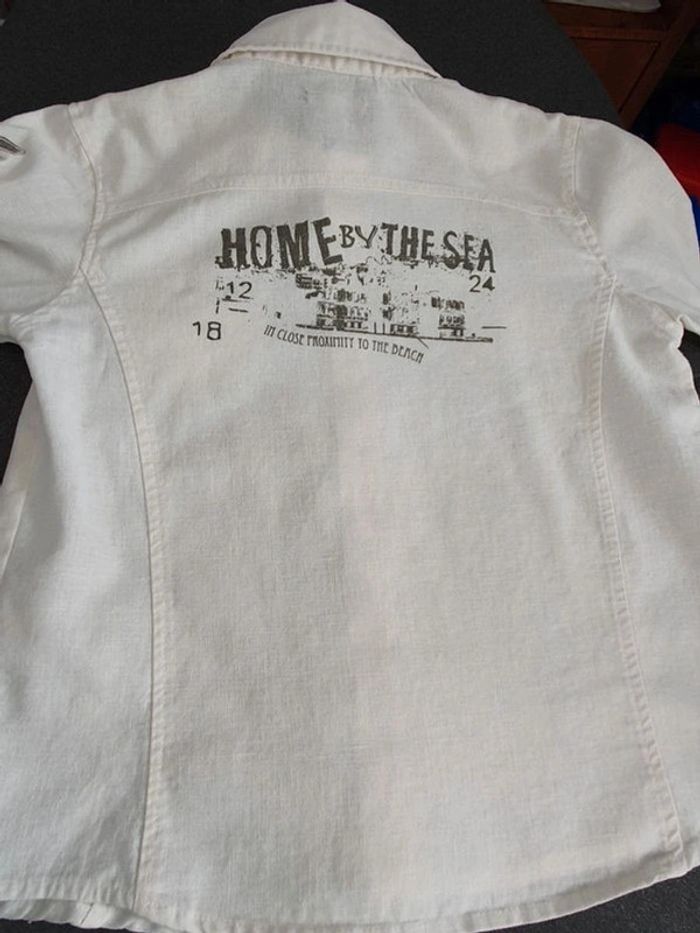 HOME BY THE SEA
12 24
18
IN CLOSE PROXIMITY TO THE BEACH